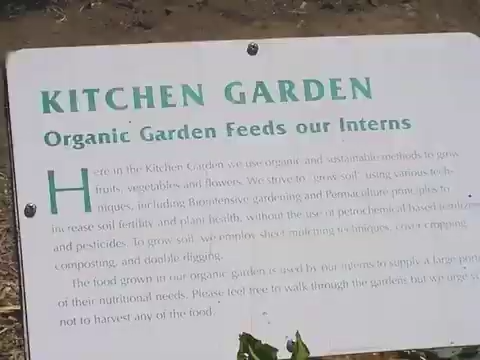 KITCHEN GARDEN
Organic Garden Feeds our Interns
Here in the Kitchen Garden we use organic and sustainable methods to grow
fruits, vegetables and flowers. We strive to "grow soil" using various tech-
niques, including Biointensive gardening and Permaculture principles to
increase soil fertility and plant health, without the use of petrochemical based
and pesticides. To grow soil we employ sheet mulching techniques, cover cropping,
composting, and double digging.
The food grown in our organic garden is used by our interns to supply a large
of their nutritional needs. Please feel free to walk through the gardens but we urge
not to harvest any of the food.